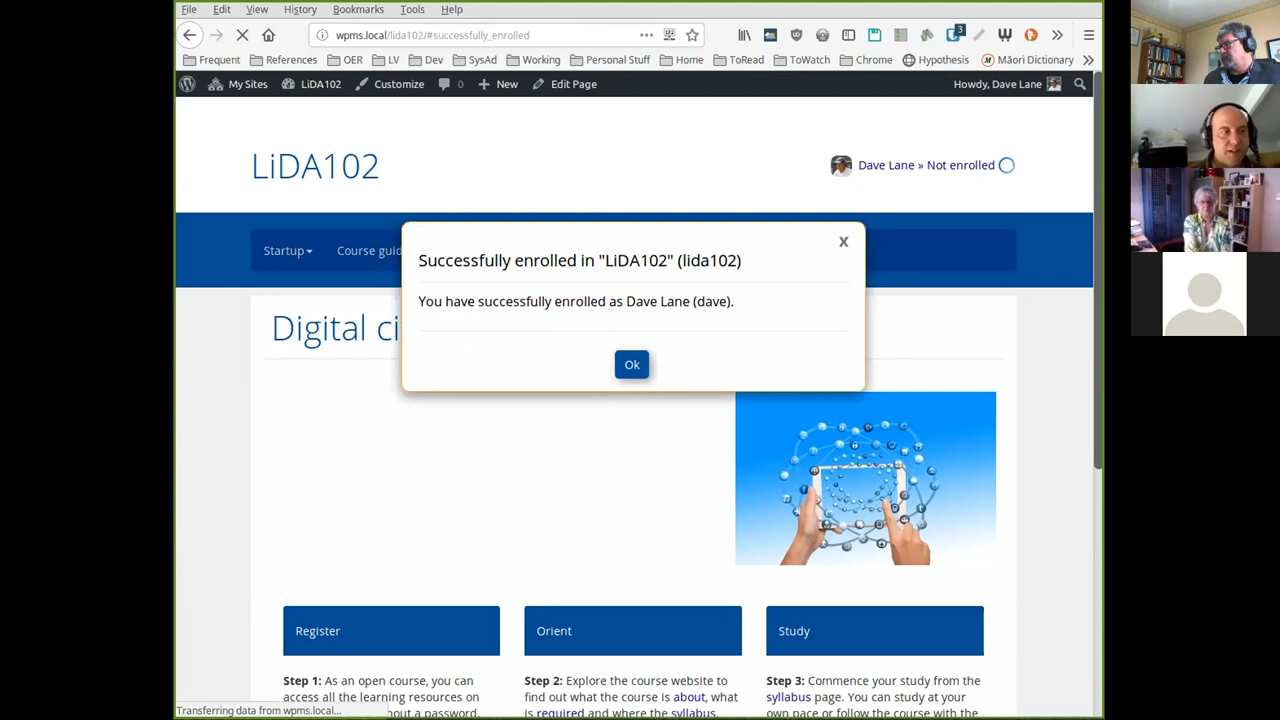 File Edit View History Bookmarks Tools Help
wpms.local/lida102/#successfully_enrolled
3
Frequent References OER LV Dev SysAd Working Personal Stuff Home ToRead ToWatch Chrome Hypothesis Māori Dictionary
My Sites LiDA102 Customize 0 New Edit Page Howdy, Dave Lane
LiDA102
Dave Lane » Not enrolled
Startup Course guid
X
Successfully enrolled in "LiDA102" (lida102)
You have successfully enrolled as Dave Lane (dave).
Ok
Digital ci
Register
Orient
Study
Step 1: As an open course, you can
access all the learning resources on
out a password.
Step 2: Explore the course website to
find out what the course is about, what
is required and where the syllabus.
Step 3: Commence your study from the
syllabus page. You can study at your
own pace or follow the course with the
Transferring data from wpms.local...